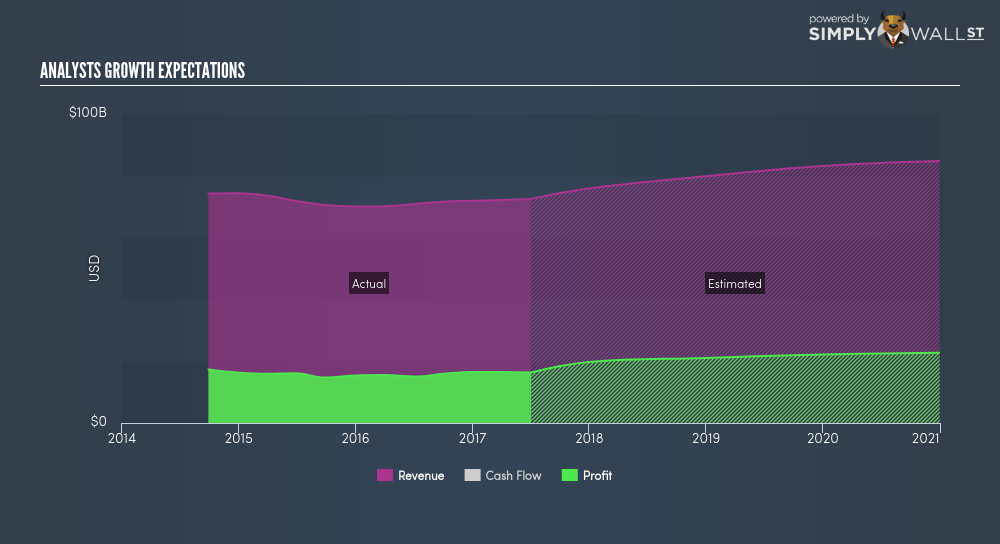 powered by
SIMPLY WALL ST
ANALYSTS GROWTH EXPECTATIONS
$100B
USD
Actual
Estimated
$0
2014 2015 2016 2017 2018 2019 2020 2021
Revenue Cash Flow Profit